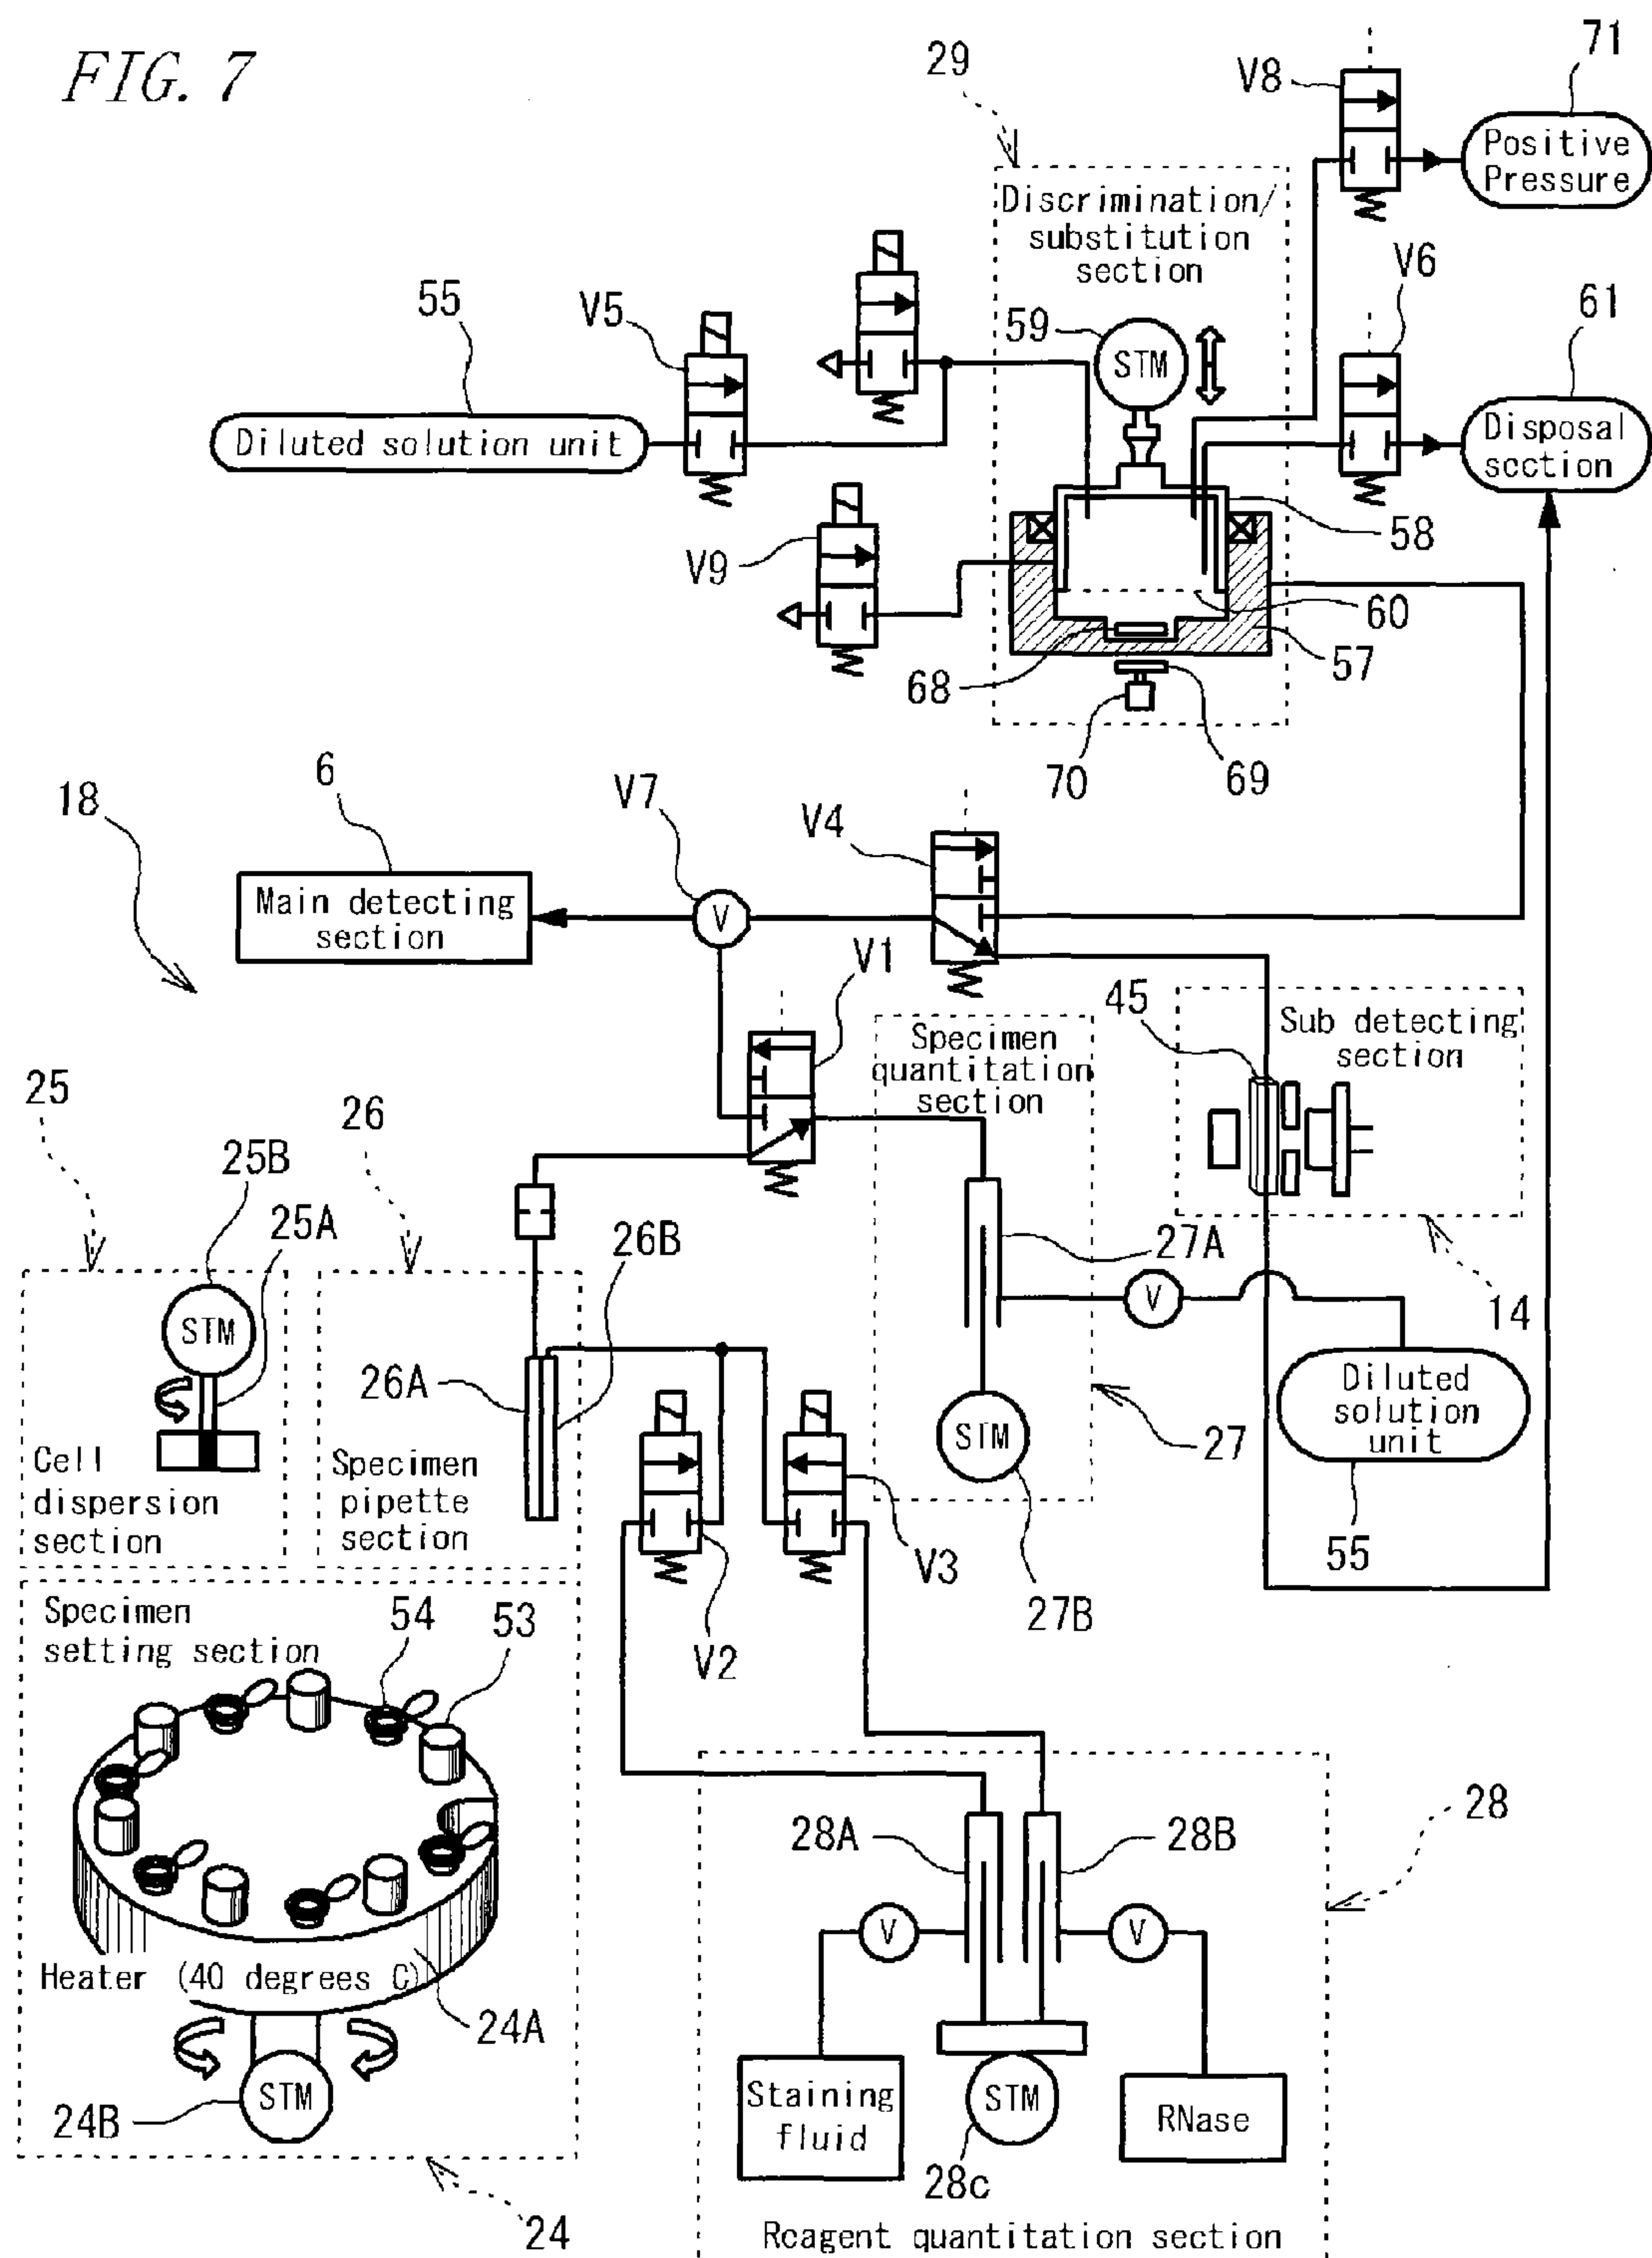 FIG. 7
29
V8
71
Positive
Pressure
Discrimination/
substitution
section
55
V5
59
STM
V6
61
Diluted solution unit
Disposal
section
58
V9
60
57
68
70
69
6
18
V7
V4
Main detecting
section
V
V1
45
Sub detecting
section
Specimen
quantitation
section
25
26
25B
25A
26B
27A
V
14
STM
26A
Diluted
solution
unit
STM
27
Cell
dispersion
section
Specimen
pipette
section
V3
55
27B
V2
Specimen
setting section
54
53
28
28A
28B
V
V
Heater (40 degrees C)
24A
STM
24B
Staining
fluid
STM
RNase
28c
24
Reagent quantitation section